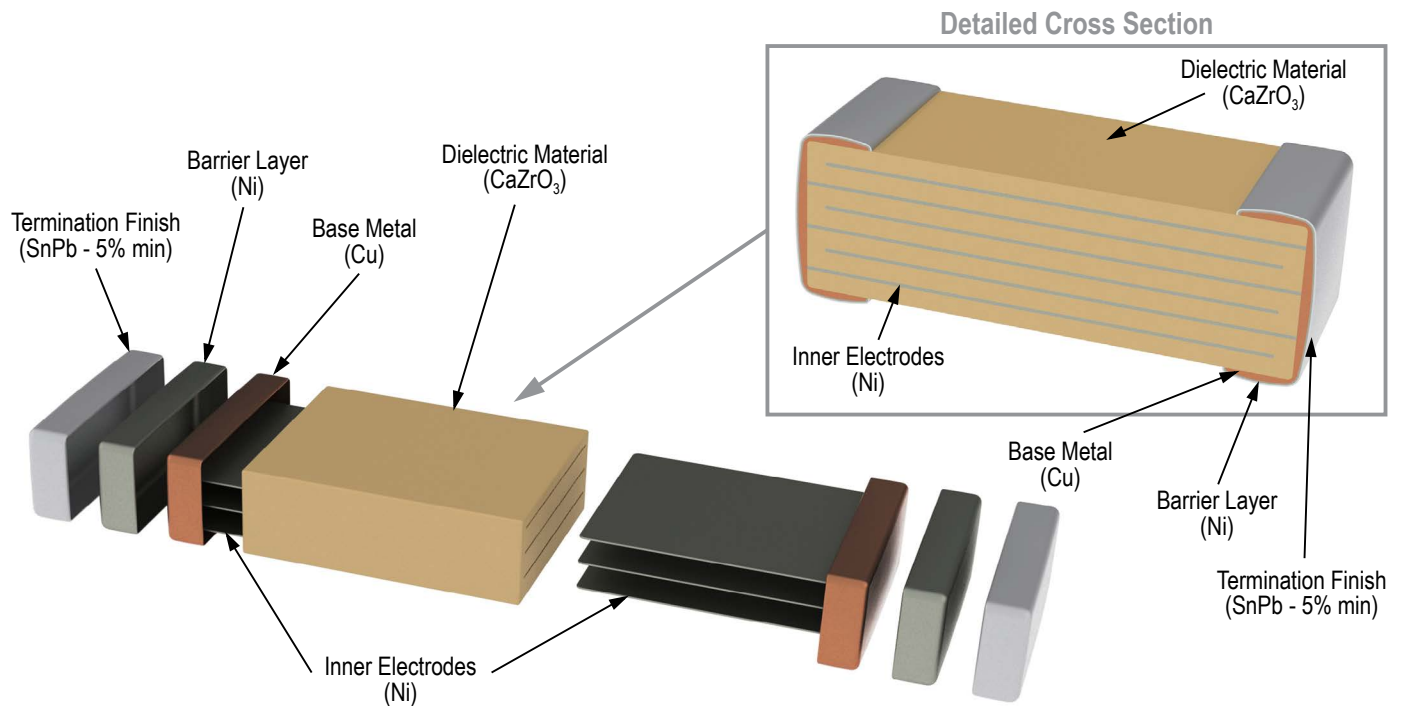 Detailed Cross Section
Dielectric Material
(CaZrO₃)
Barrier Layer
(Ni)
Dielectric Material
(CaZrO₃)
Termination Finish
(SnPb - 5% min)
Base Metal
(Cu)
Inner Electrodes
(Ni)
Base Metal
(Cu)
Barrier Layer
(Ni)
Termination Finish
(SnPb - 5% min)
Inner Electrodes
(Ni)